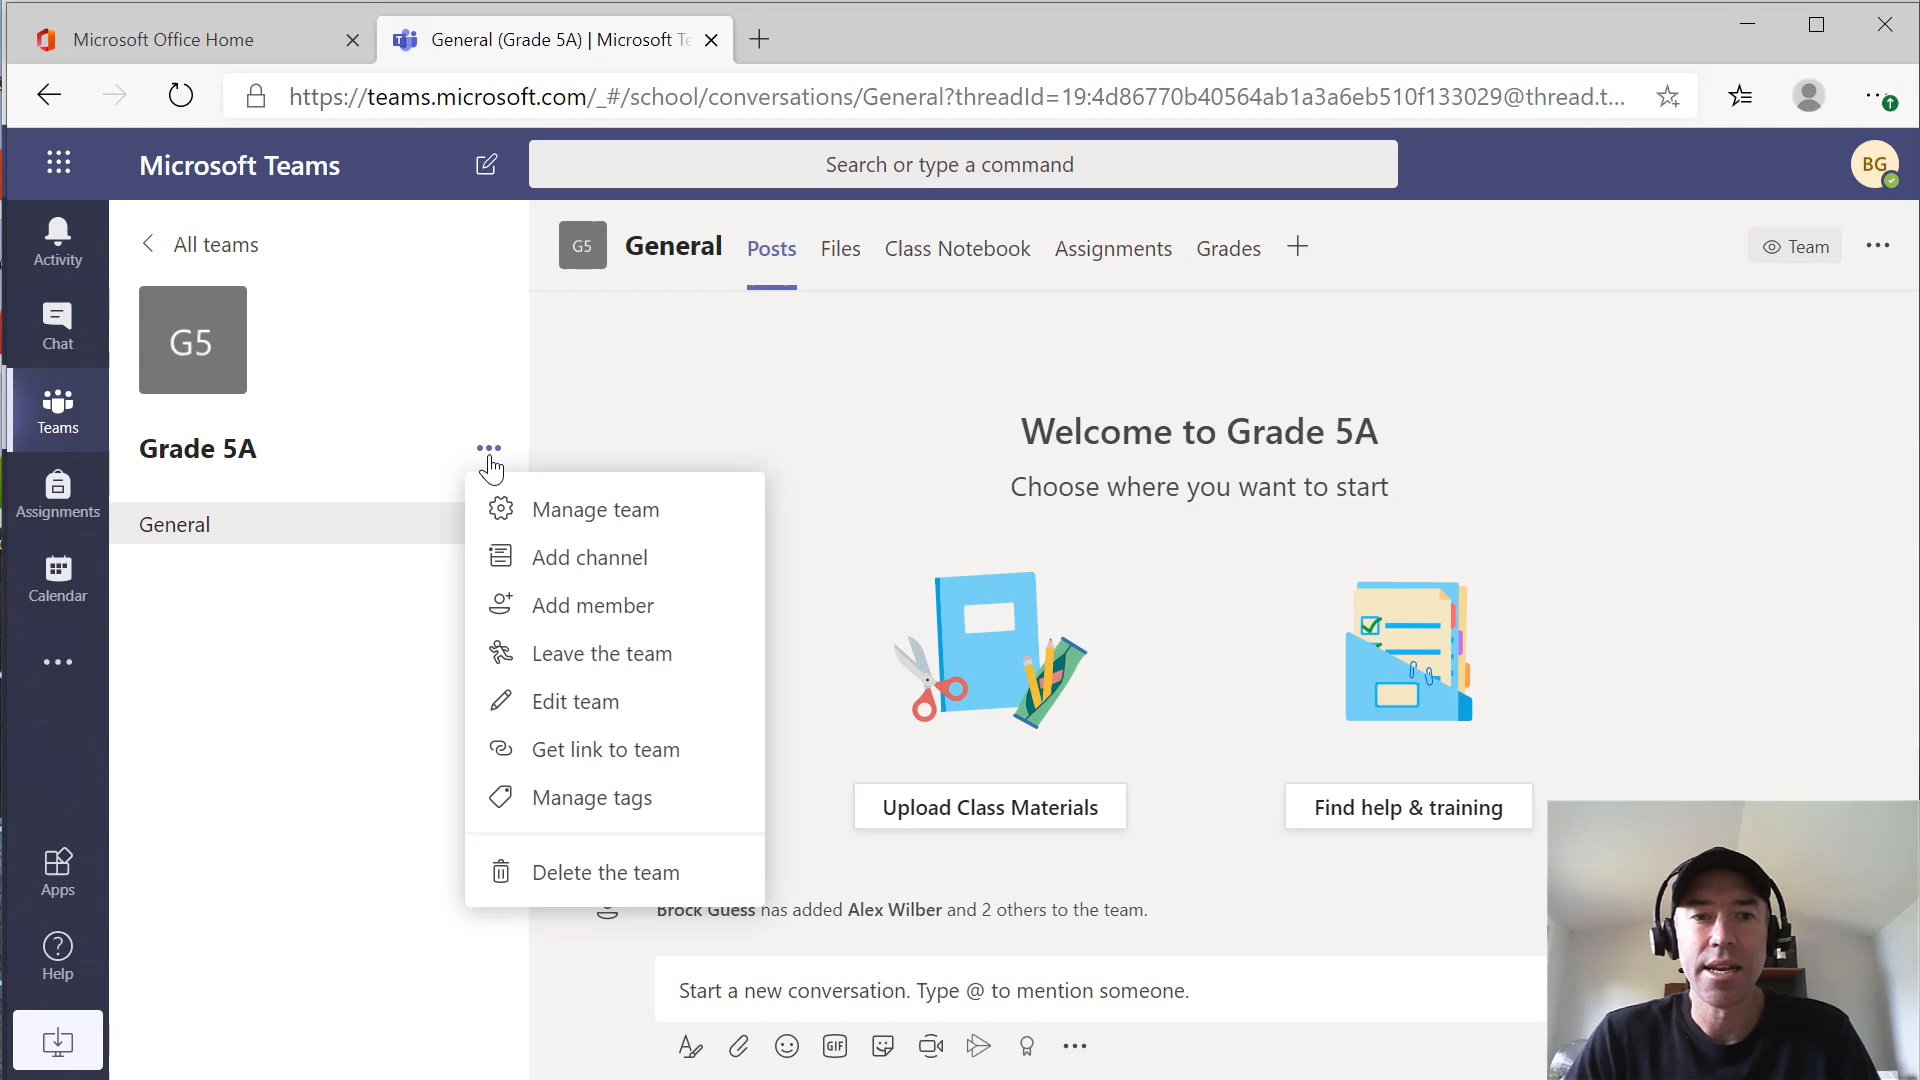 Microsoft Office Home
General (Grade 5A) | Microsoft Te
https://teams.microsoft.com/_#/school/conversations/General?threadId=19:4d86770b40564ab1a3a6eb510f133029@thread.t...
Microsoft Teams
Search or type a command
BG
Activity
Chat
Teams
Assignments
Calendar
Apps
Help
All teams
G5
Grade 5A
General
Manage team
Add channel
Add member
Leave the team
Edit team
Get link to team
Manage tags
Delete the team
G5
General
Posts
Files
Class Notebook
Assignments
Grades
Team
Welcome to Grade 5A
Choose where you want to start
Upload Class Materials
Find help & training
Brock Guess has added Alex Wilber and 2 others to the team.
Start a new conversation. Type @ to mention someone.
GIF